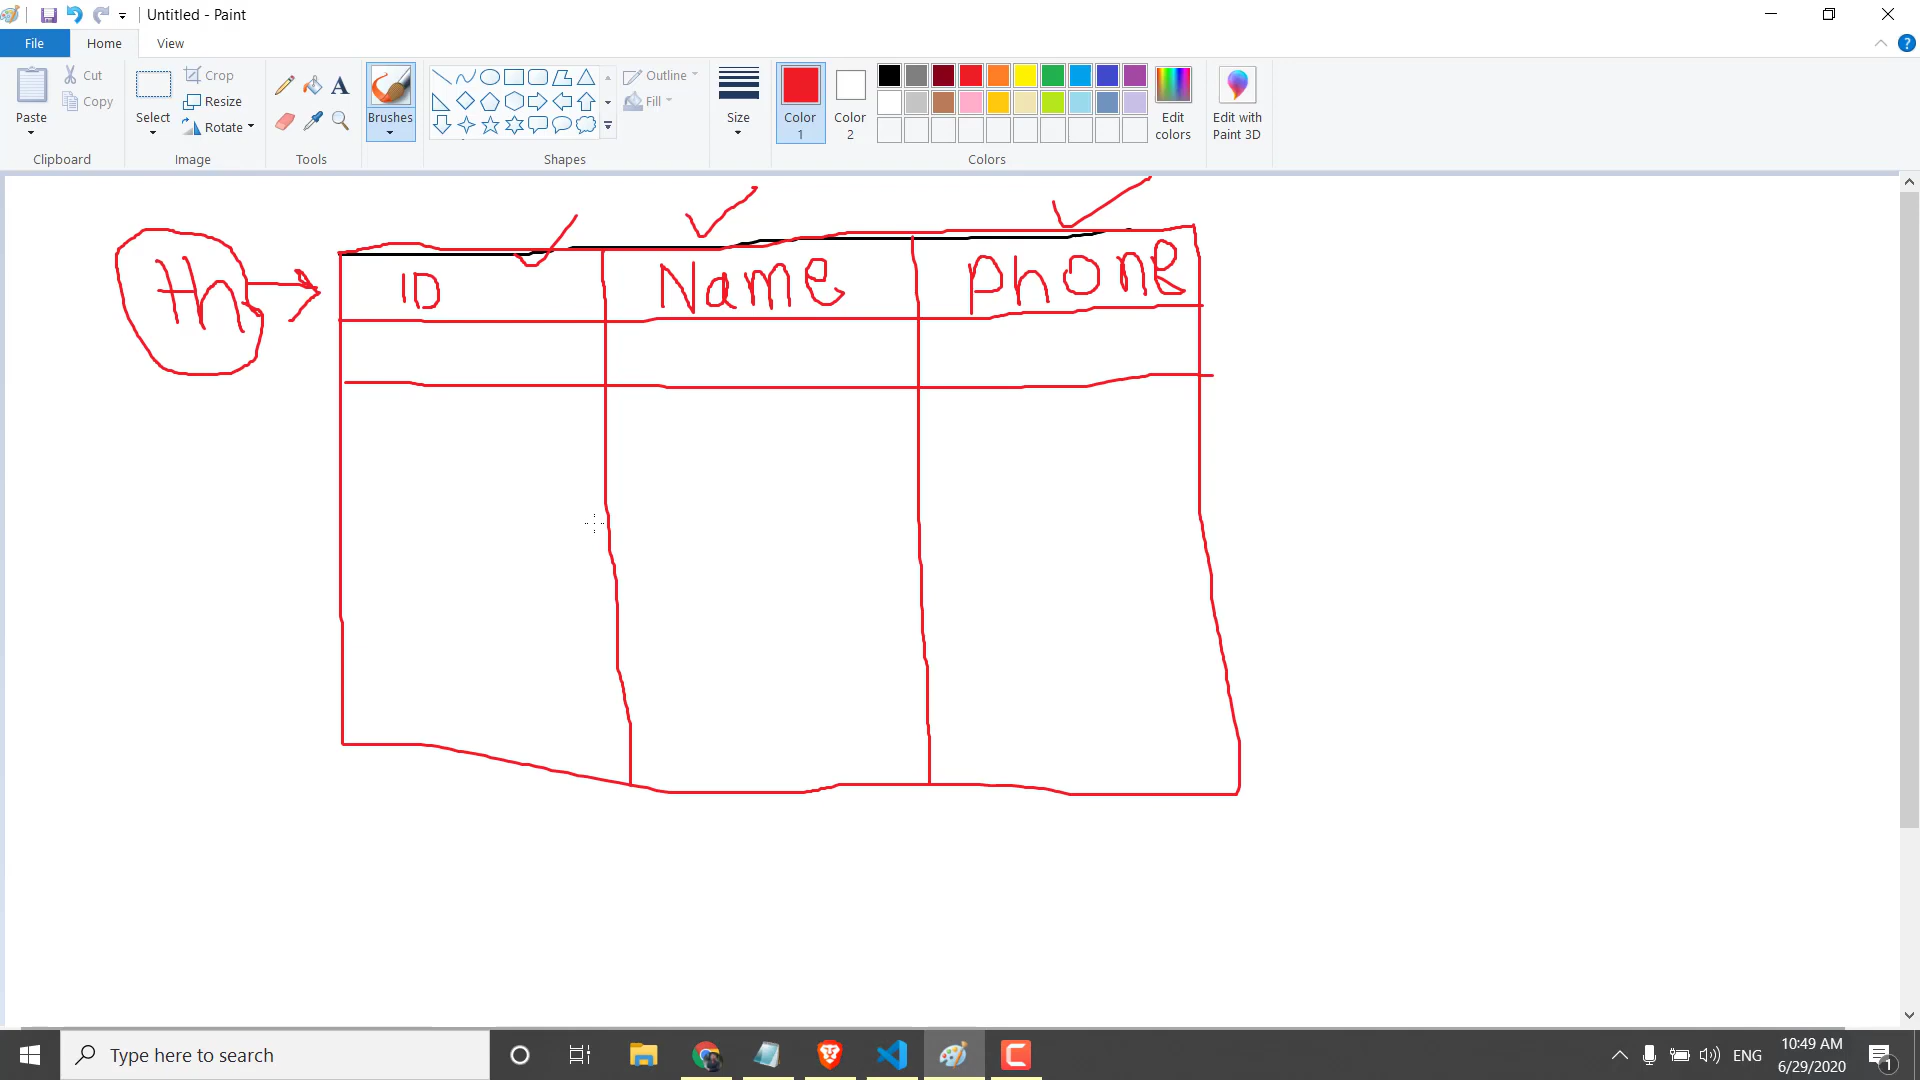 Untitled - Paint
File Home View
Cut
Copy
Paste
Clipboard
Crop
Resize
Rotate
Select
Image
Tools
Brushes
Outline
Fill
Shapes
Size
Color 1
Color 2
Edit colors
Colors
Edit with Paint 3D
th
ID Name Phone
Type here to search
ENG
10:49 AM
6/29/2020
1